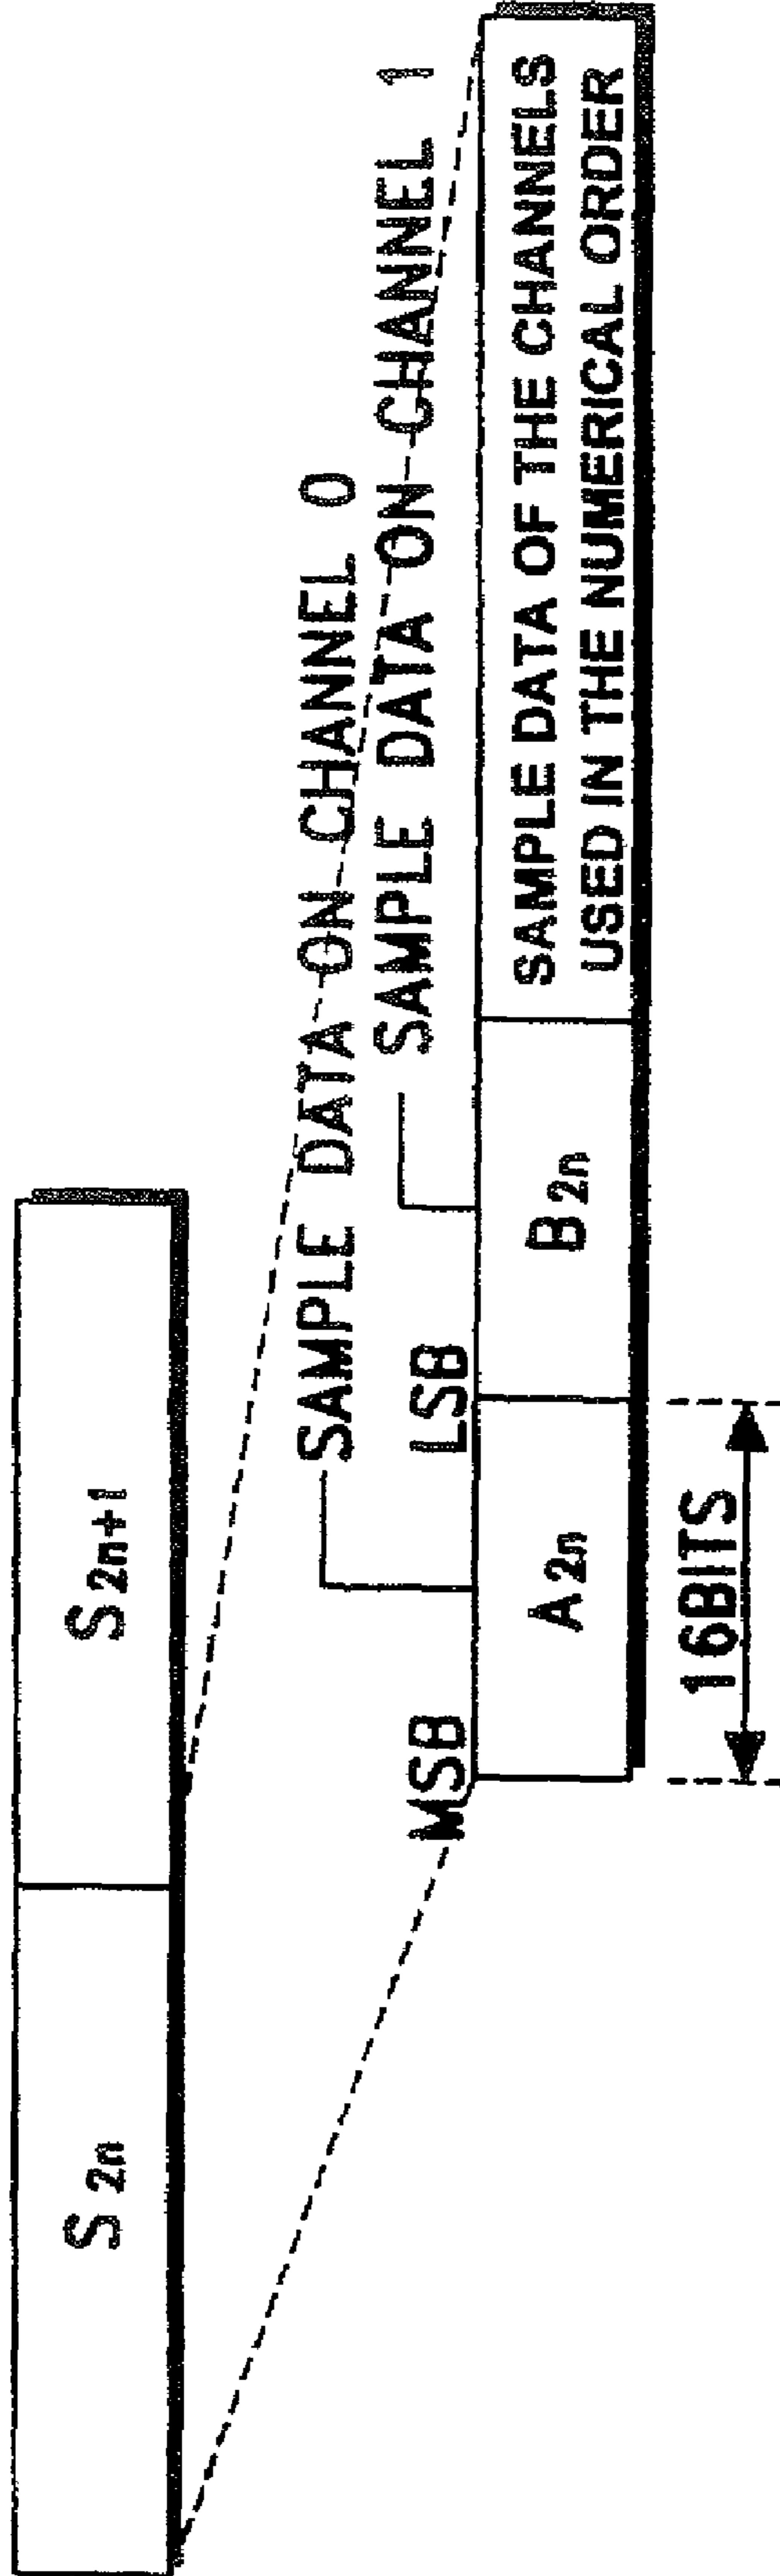 S2n S2n+1
SAMPLE DATA ON CHANNEL 0
SAMPLE DATA ON CHANNEL 1
MSB LSB
A2n B2n
SAMPLE DATA OF THE CHANNELS
USED IN THE NUMERICAL ORDER
16BITS